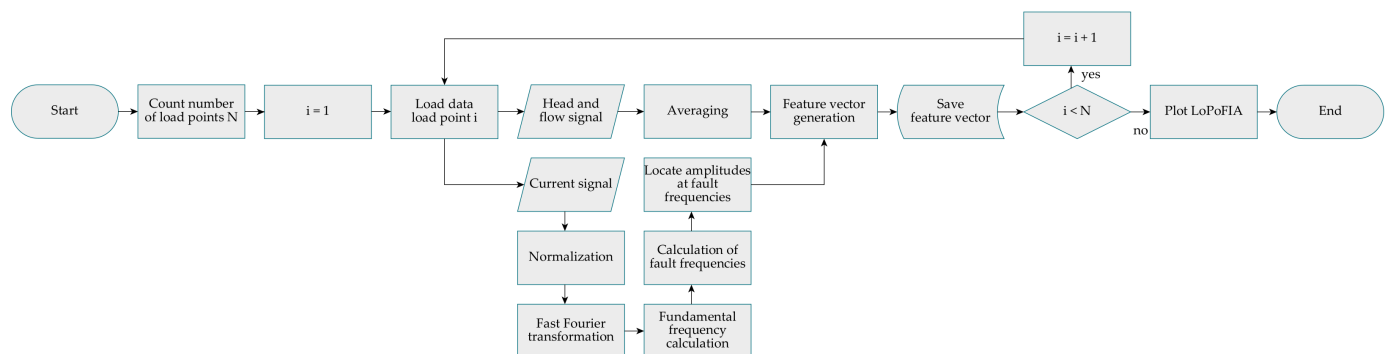 i = i + 1
yes
Start
Count number
of load points N
i = 1
Load data
load point i
Head and
flow signal
Averaging
Feature vector
generation
Save
feature vector
i < N
no
Plot LoPoFIA
End
Current signal
Locate amplitudes
at fault
frequencies
Normalization
Calculation of
fault frequencies
Fast Fourier
transformation
Fundamental
frequency
calculation